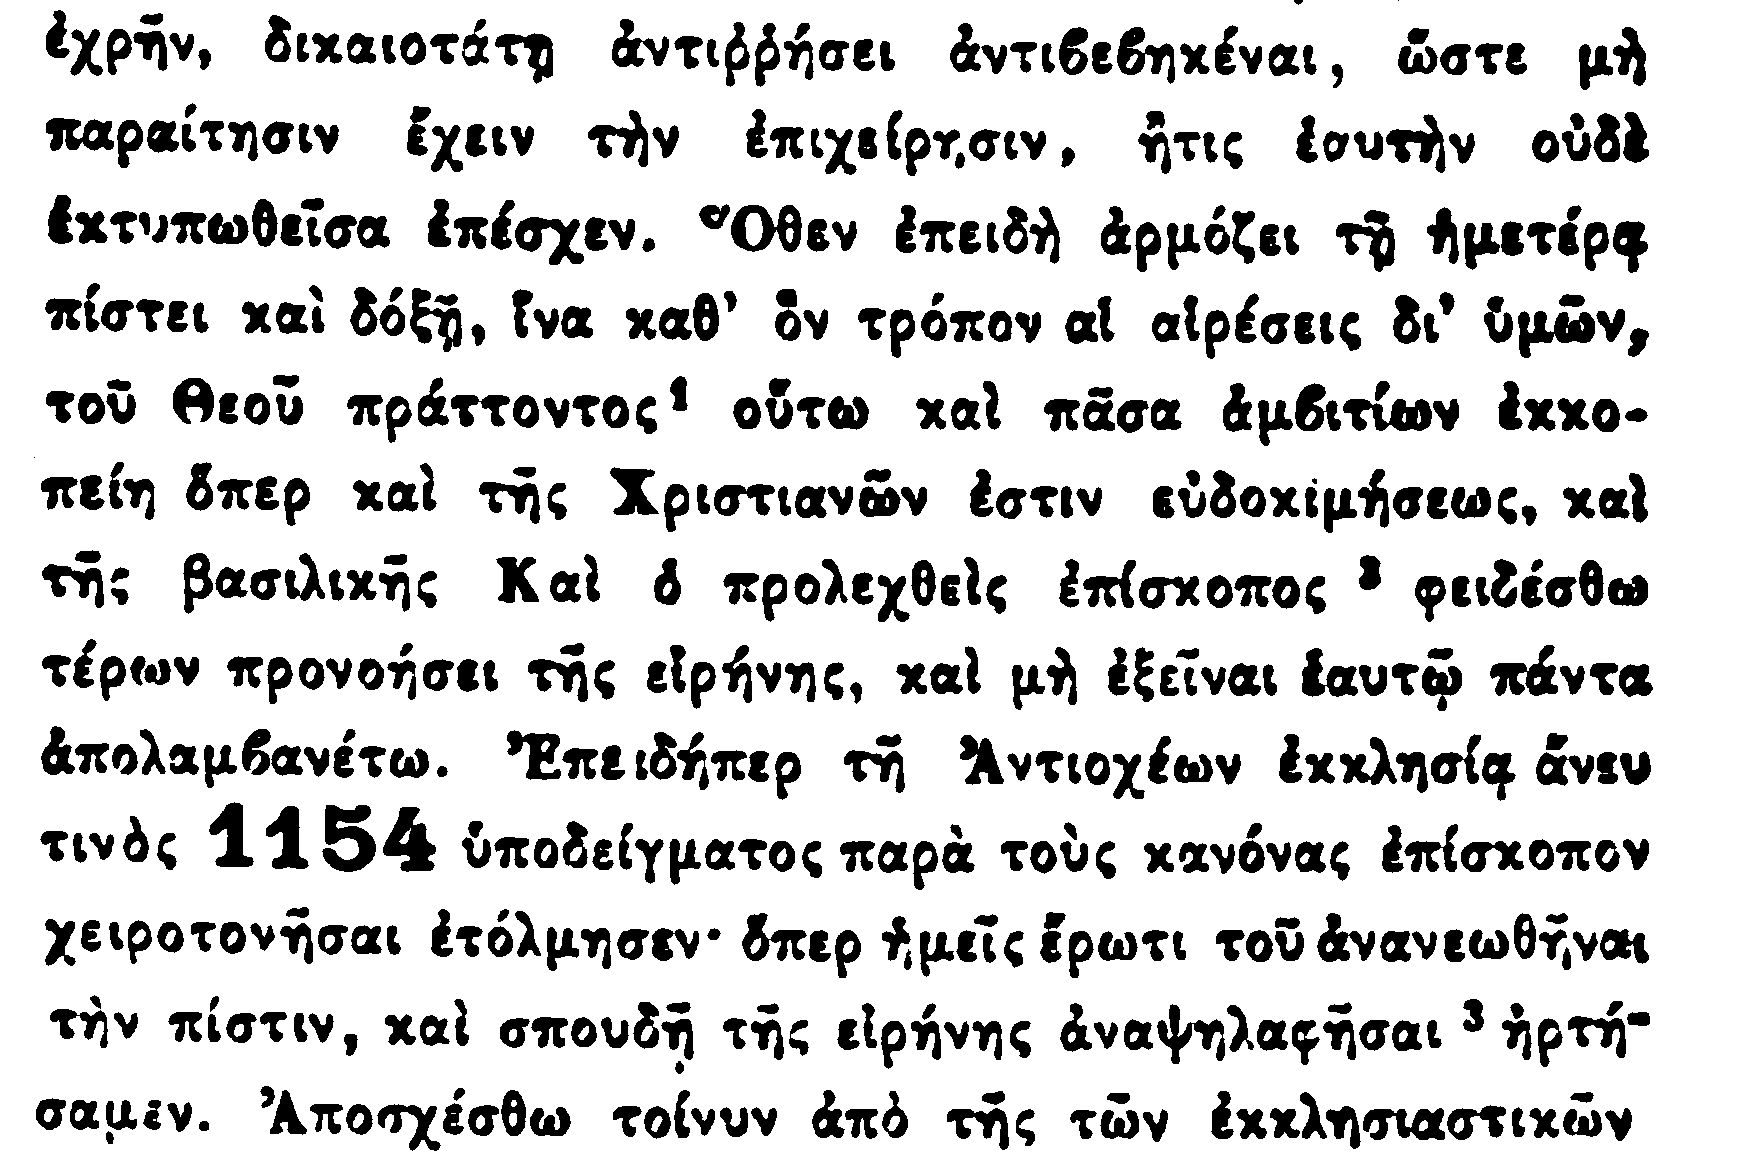 ἐχρῆν, δικαιοτάτῃ ἀντιῤῥήσει ἀντιβεβηκέναι, ὥστε μὴ
παραίτησιν ἔχειν τὴν ἐπιχείρησιν, ἥτις ἑαυτὴν οὐδὲ
ἐκτυπωθεῖσα ἐπέσχεν. Ὅθεν ἐπειδὴ ἁρμόζει τῇ ἡμετέρᾳ
πίστει καὶ δόξῃ, ἵνα καθ’ ὃν τρόπον αἱ αἱρέσεις δι’ ὑμῶν,
τοῦ Θεοῦ πράττοντος¹ οὕτω καὶ πᾶσα ἀμβιτίων ἐκκο-
πείη ὅπερ καὶ τῆς Χριστιανῶν ἐστιν εὐδοκιμήσεως, καὶ
τῆς βασιλικῆς Καὶ ὁ προλεχθεὶς ἐπίσκοπος ² φειδέσθω
τέρων προνοήσει τῆς εἰρήνης, καὶ μὴ ἐξεῖναι ἑαυτῷ πάντα
ἀπολαμβανέτω. Ἐπειδήπερ τῇ Ἀντιοχέων ἐκκλησίᾳ ἄνευ
τινὸς 1154 ὑποδείγματος παρὰ τοὺς κανόνας ἐπίσκοπον
χειροτονῆσαι ἐτόλμησεν· ὅπερ ἡμεῖς ἔρωτι τοῦ ἀνανεωθῆναι
τὴν πίστιν, καὶ σπουδῇ τῆς εἰρήνης ἀναψηλαφῆσαι ³ ἠρτή-
σαμεν. Ἀποσχέσθω τοίνυν ἀπὸ τῆς τῶν ἐκκλησιαστικῶν